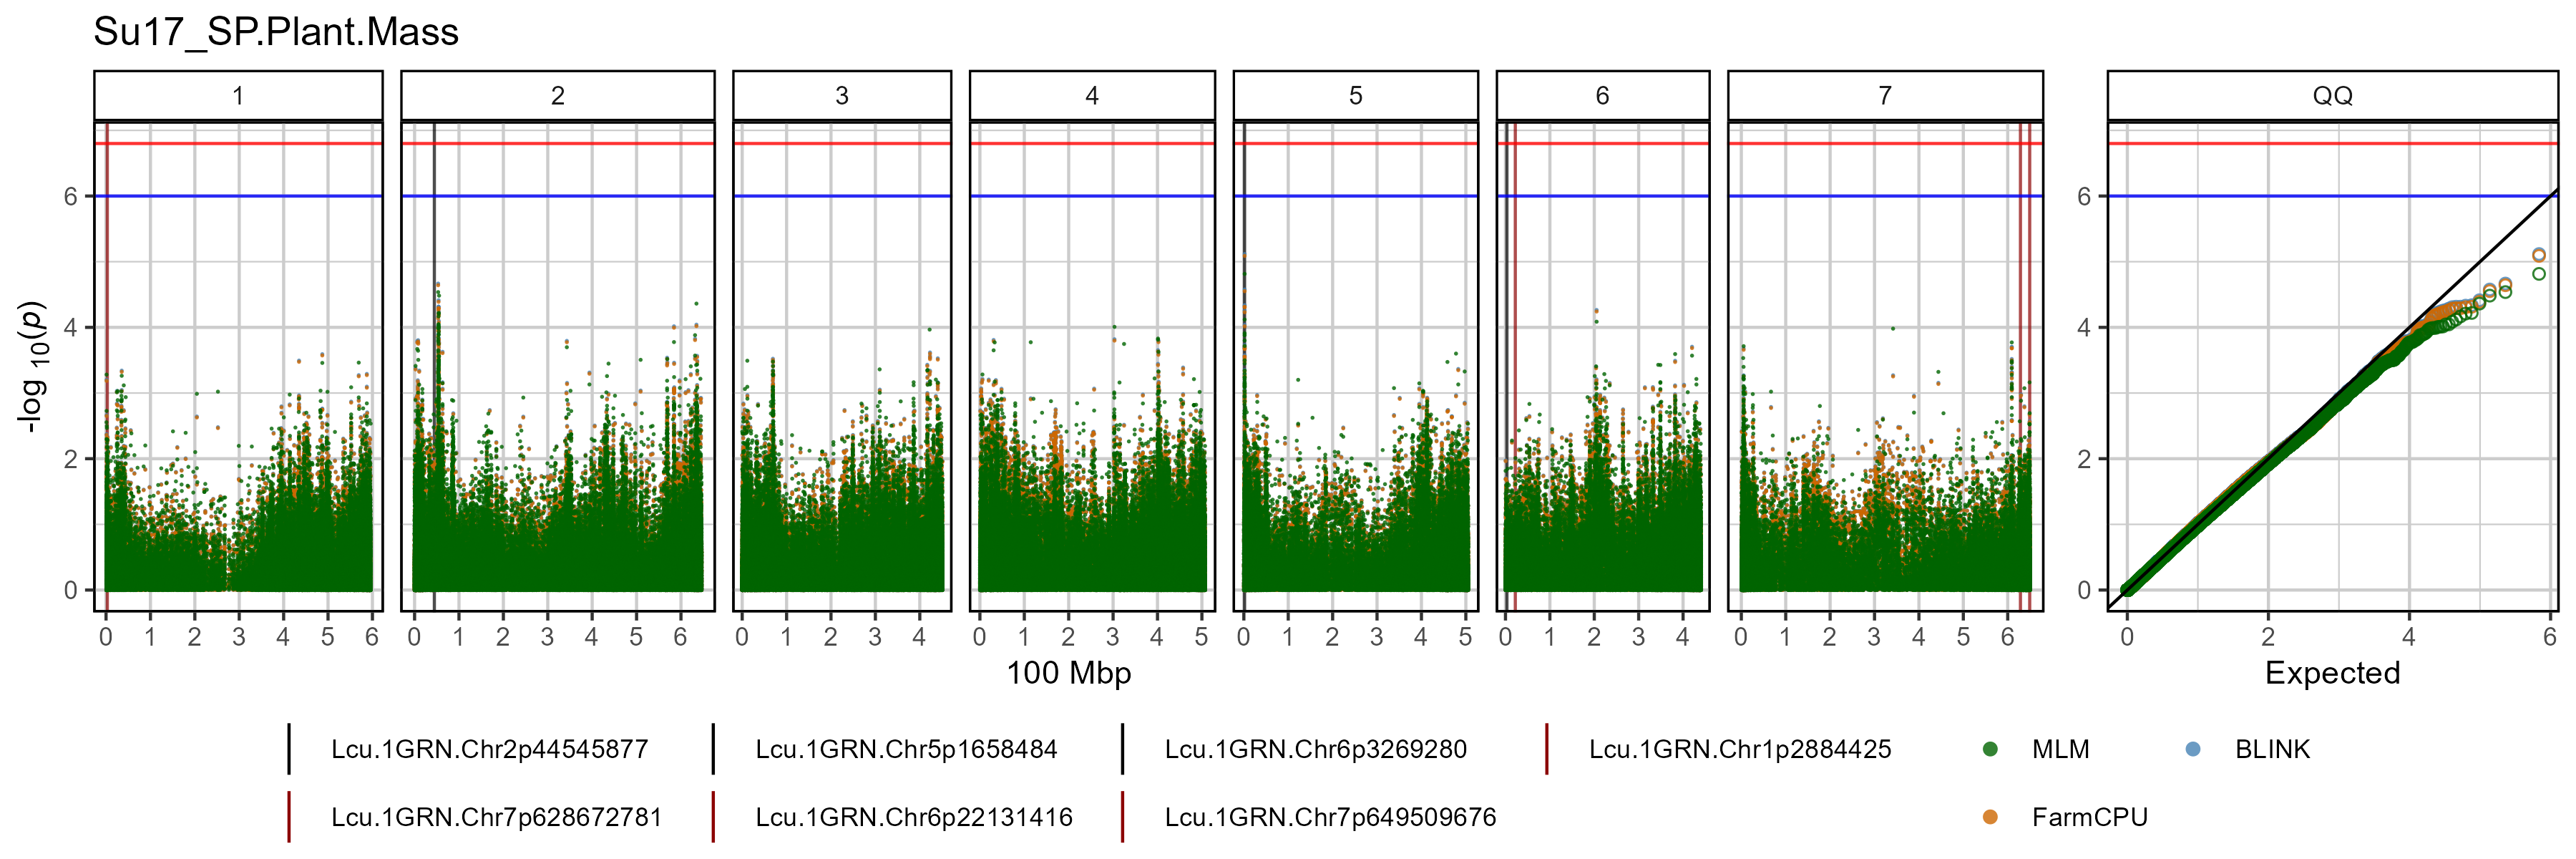 Su17_SP.Plant.Mass
1 2 3 4 5 6 7 QQ
6 6
4 4
2 2
0 0
-log 10(p)
0 1 2 3 4 5 6 0 1 2 3 4 5 6 0 1 2 3 4 0 1 2 3 4 5 0 1 2 3 4 5 0 1 2 3 4 0 1 2 3 4 5 6 0 2 4 6
100 Mbp Expected
Lcu.1GRN.Chr2p44545877 Lcu.1GRN.Chr5p1658484 Lcu.1GRN.Chr6p3269280 Lcu.1GRN.Chr1p2884425 MLM BLINK
Lcu.1GRN.Chr7p628672781 Lcu.1GRN.Chr6p22131416 Lcu.1GRN.Chr7p649509676 FarmCPU